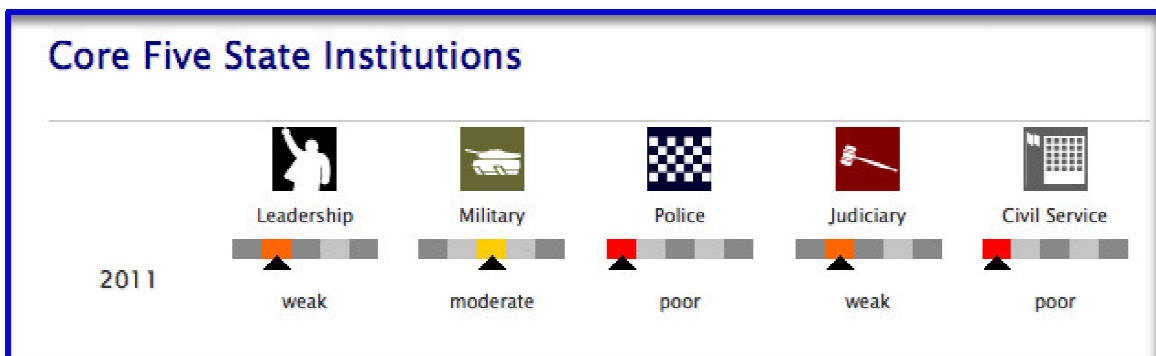 Core Five State Institutions
Leadership Military Police Judiciary Civil Service
2011
weak moderate poor weak poor